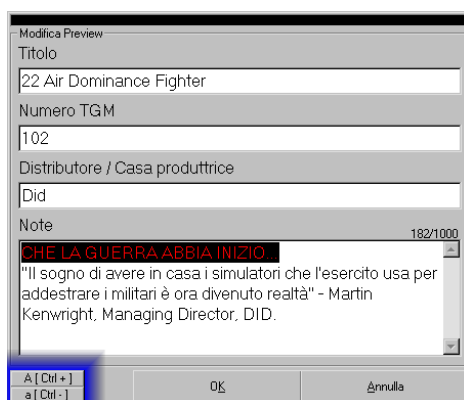 Modifica Preview
Titolo
22 Air Dominance Fighter
Numero TGM
102
Distributore / Casa produttrice
Did
Note
182/1000
CHE LA GUERRA ABBIA INIZIO...
"Il sogno di avere in casa i simulatori che l'esercito usa per
addestrare i militari è ora divenuto realtà" - Martin
Kenwright, Managing Director, DID.
A [ Ctrl + ]
a [ Ctrl - ]
OK
Annulla